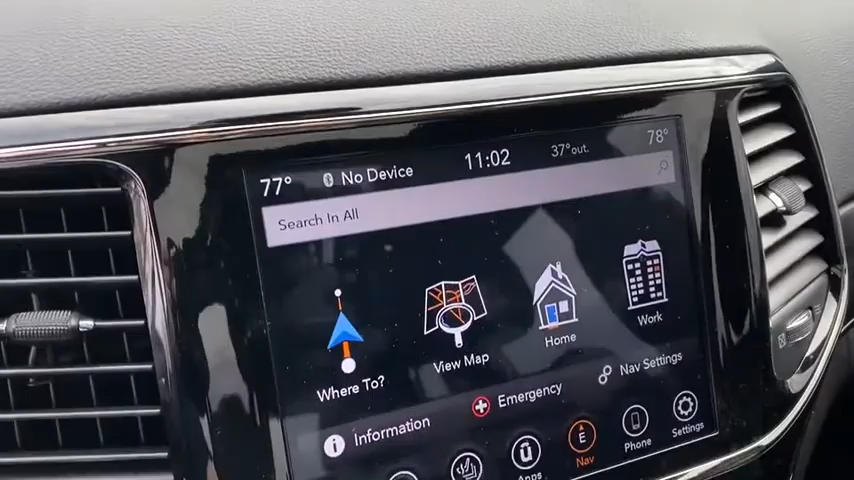 77° No Device 11:02 37°out. 78°
Search In All
Where To? View Map Home Work
Information Emergency Nav Settings
Apps E Nav Phone Settings